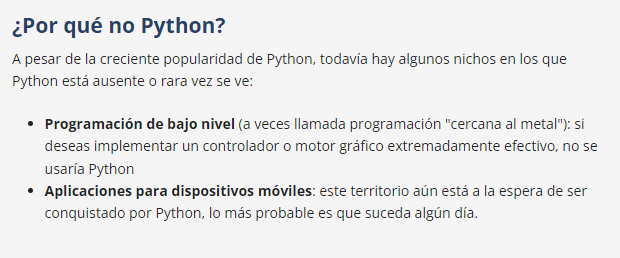 ¿Por qué no Python?
A pesar de la creciente popularidad de Python, todavía hay algunos nichos en los que
Python está ausente o rara vez se ve:
• Programación de bajo nivel (a veces llamada programación "cercana al metal"): si
deseas implementar un controlador o motor gráfico extremadamente efectivo, no se
usaría Python
• Aplicaciones para dispositivos móviles: este territorio aún está a la espera de ser
conquistado por Python, lo más probable es que suceda algún día.